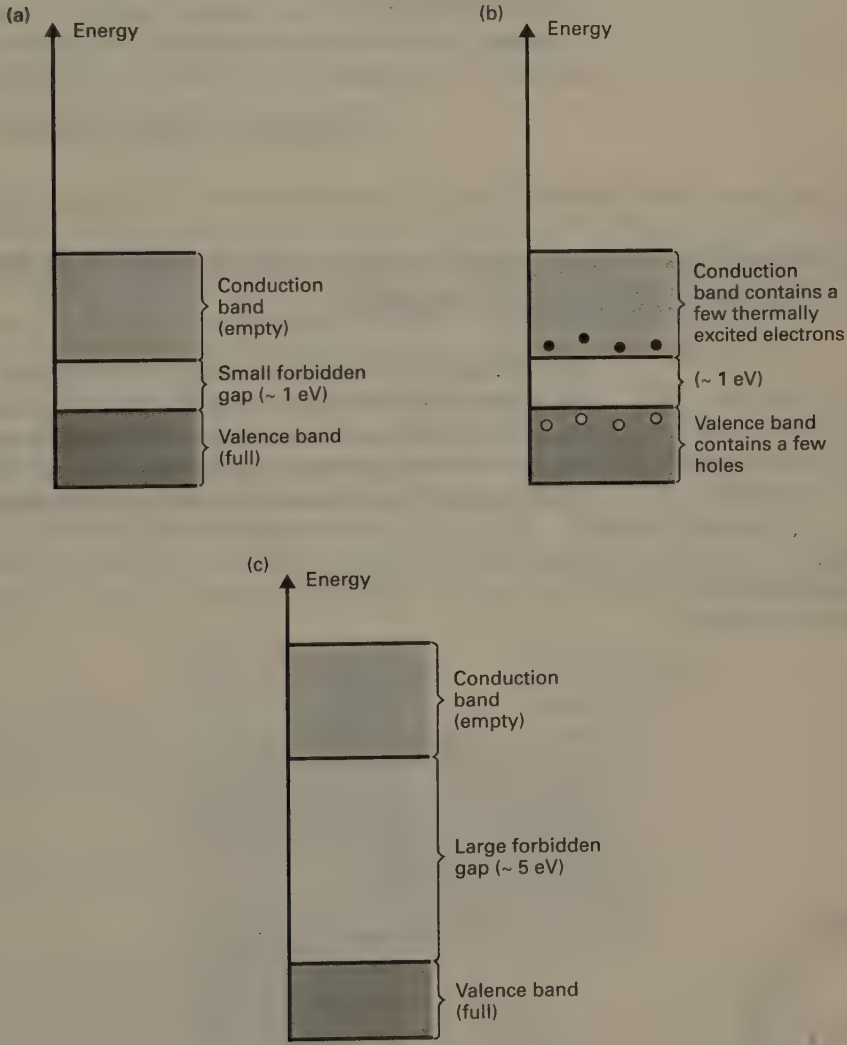 (a)
Energy
Conduction
band
(empty)
Small forbidden
gap (~ 1 eV)
Valence band
(full)
(b)
Energy
Conduction
band contains a
few thermally
excited electrons
(~ 1 eV)
Valence band
contains a few
holes
(c)
Energy
Conduction
band
(empty)
Large forbidden
gap (~ 5 eV)
Valence band
(full)